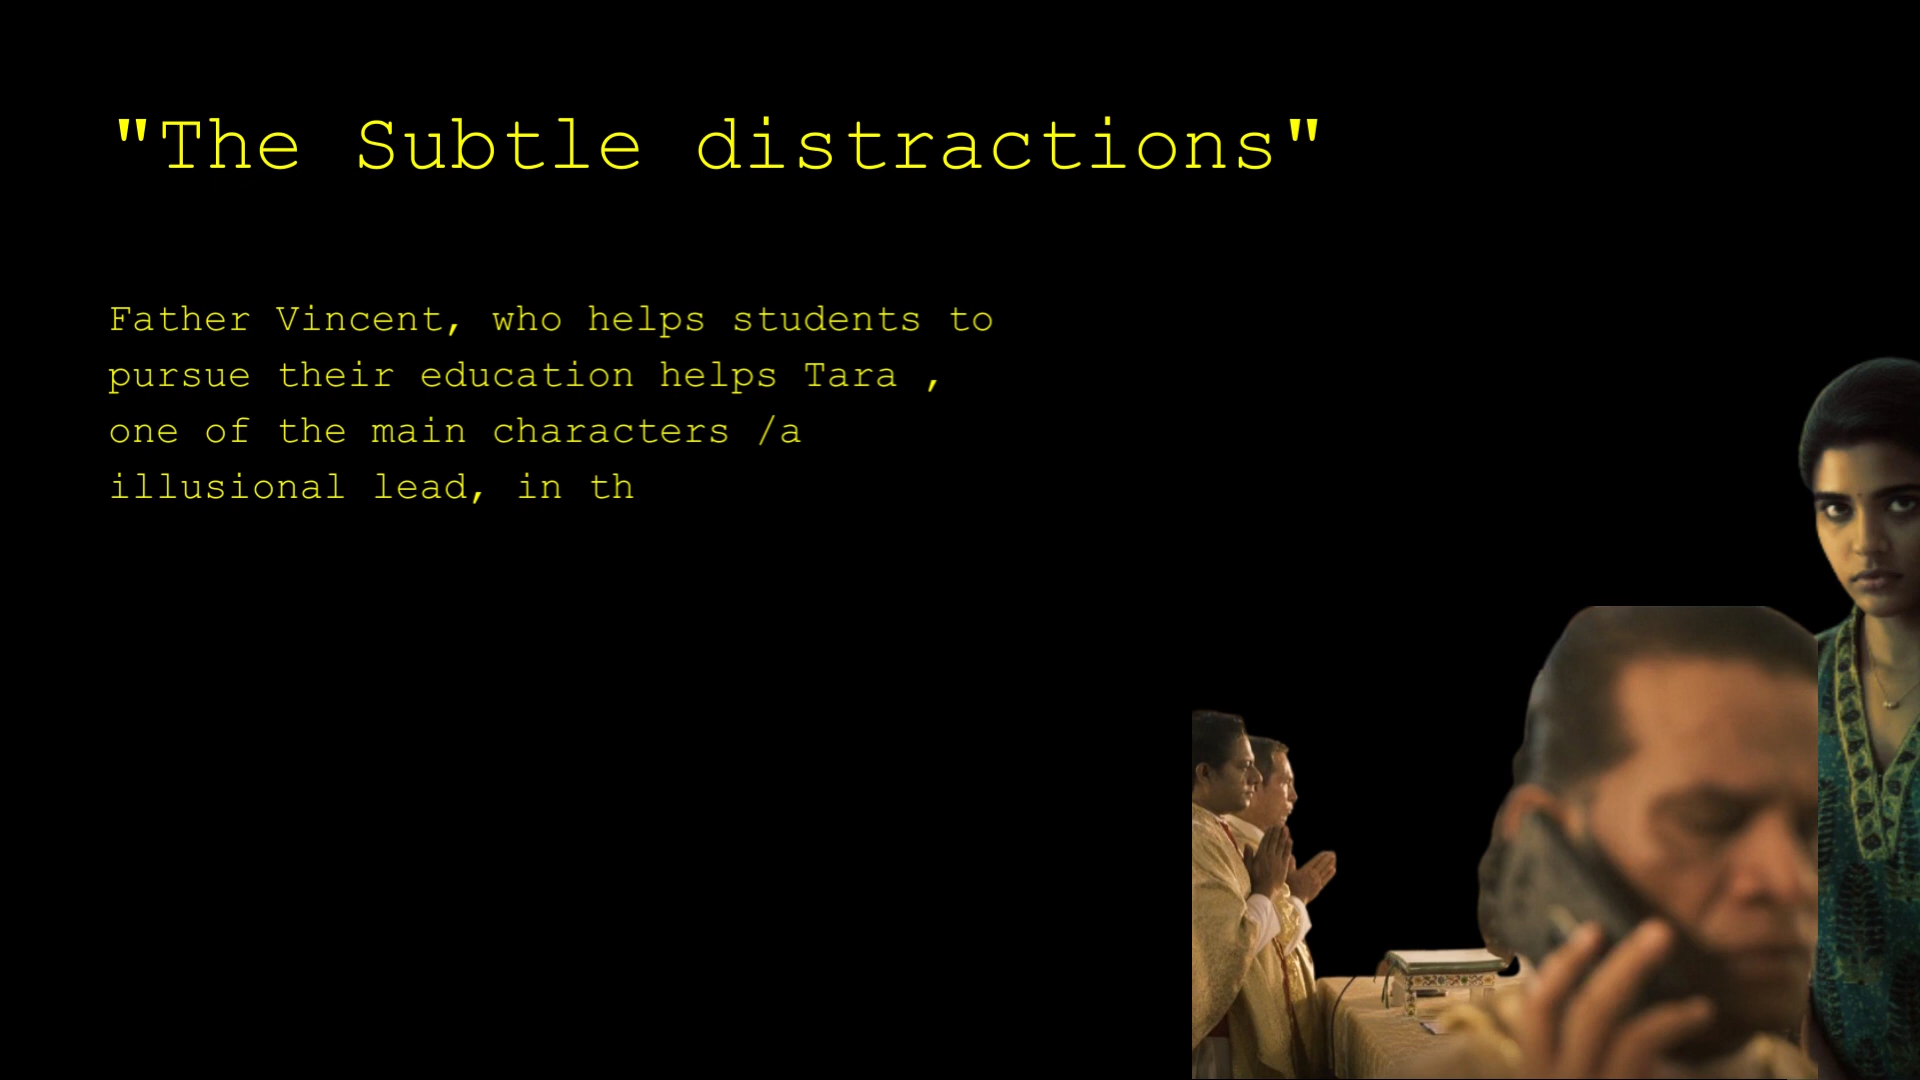 "The Subtle distractions"
Father Vincent, who helps students to
pursue their education helps Tara ,
one of the main characters /a
illusional lead, in th